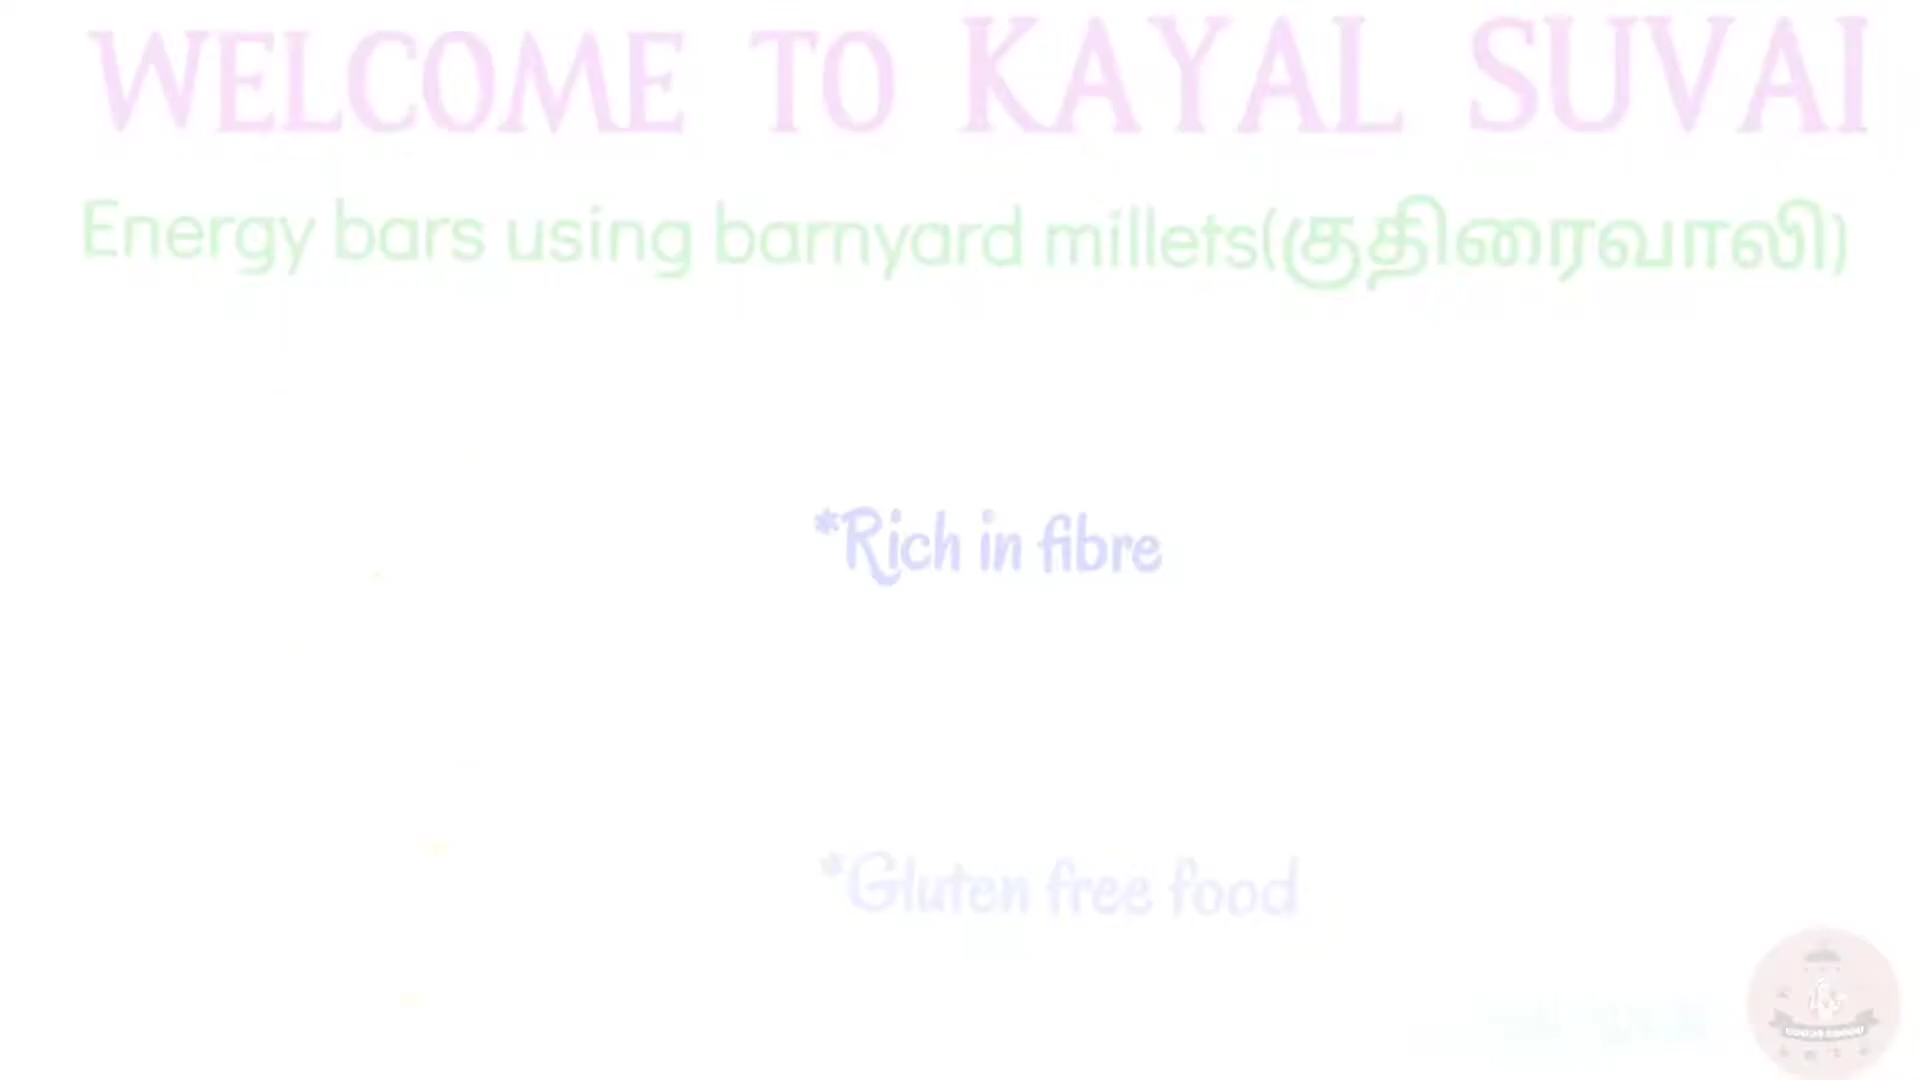 WELCOME TO KAYAL SUVAI
Energy bars using barnyard millets(குதிரைவாலி)
*Rich in fibre
*Gluten free food